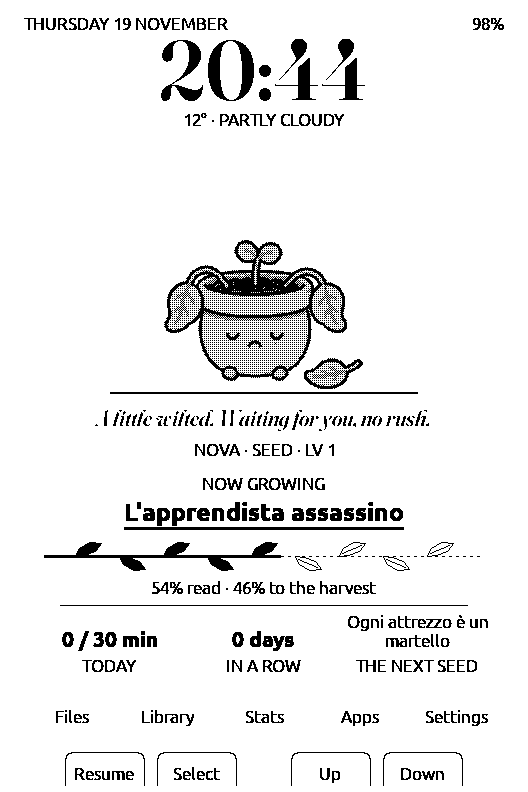 THURSDAY 19 NOVEMBER 98%
20:44
12° · PARTLY CLOUDY
A little wilted. Waiting for you, no rush.
NOVA · SEED · LV 1
NOW GROWING
L'apprendista assassino
54% read · 46% to the harvest
0 / 30 min
TODAY
0 days
IN A ROW
Ogni attrezzo è un
martello
THE NEXT SEED
Files Library Stats Apps Settings
Resume Select Up Down